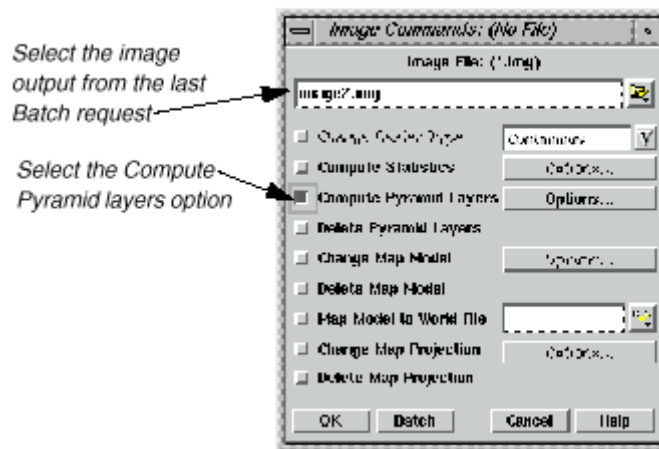 Select the image
output from the last
Batch request
Select the Compute
Pyramid layers option
Image Commands: (No File)
Image File: (*.img)
image2.img
Change Raster Type
Continuous
Compute Statistics
Options...
Compute Pyramid Layers
Options...
Delete Pyramid Layers
Change Map Model
Options...
Delete Map Model
Map Model to World File
Change Map Projection
Options...
Delete Map Projection
OK
Batch
Cancel
Help